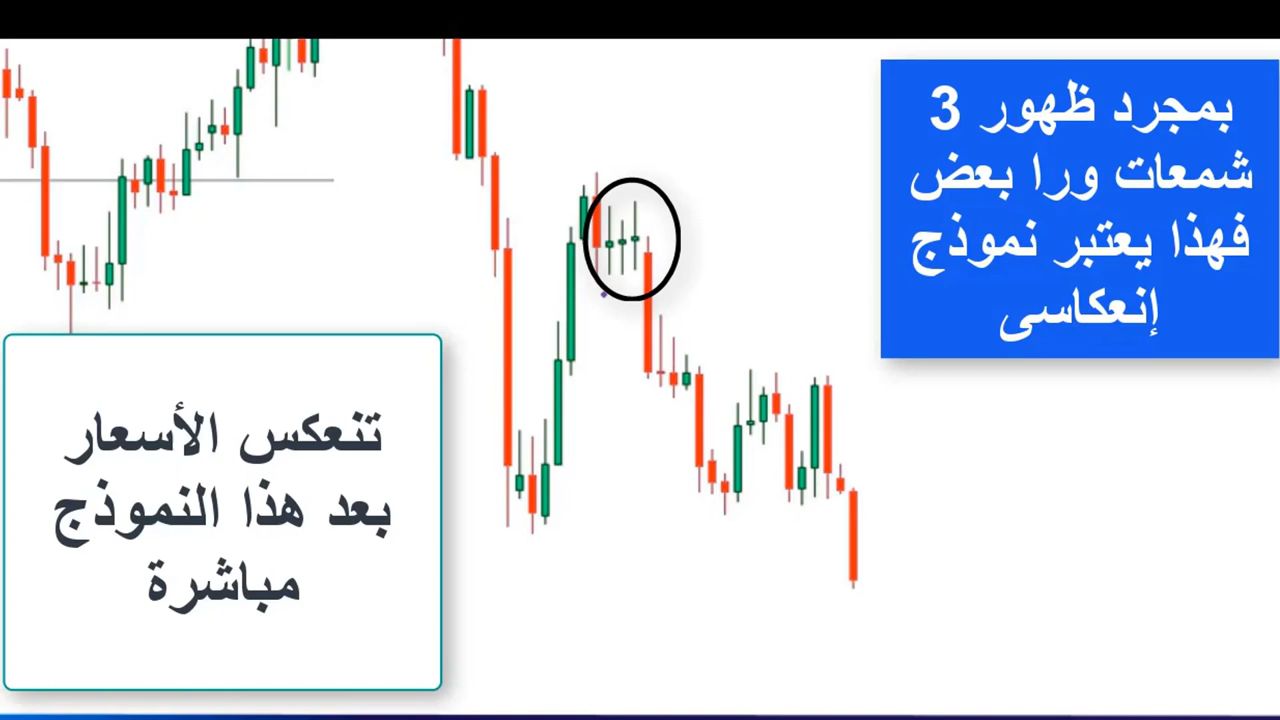 بمجرد ظهور 3
شمعات ورا بعض
فهذا يعتبر نموذج
إنعكاسى
تنعكس الأسعار
بعد هذا النموذج
مباشرة